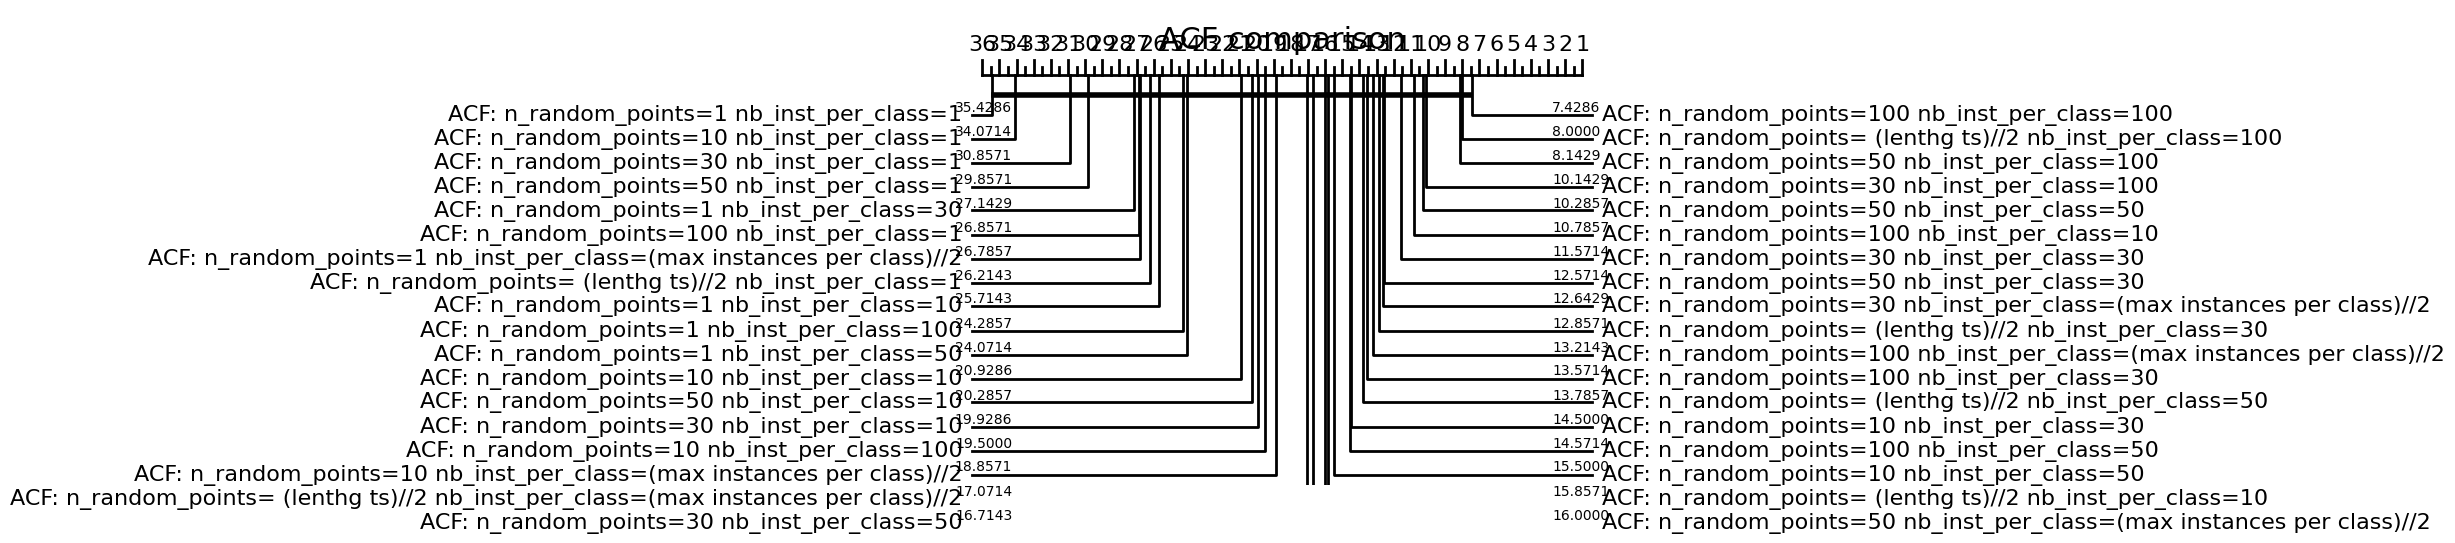 ACF comparison
36 35 34 33 32 31 30 29 28 27 26 25 24 23 22 21 20 19 18 17 16 15 14 13 12 11 10 9 8 7 6 5 4 3 2 1
ACF: n_random_points=1 nb_inst_per_class=1 35.4286
ACF: n_random_points=10 nb_inst_per_class=1 34.0714
ACF: n_random_points=30 nb_inst_per_class=1 30.8571
ACF: n_random_points=50 nb_inst_per_class=1 29.8571
ACF: n_random_points=1 nb_inst_per_class=30 27.1429
ACF: n_random_points=100 nb_inst_per_class=1 26.8571
ACF: n_random_points=1 nb_inst_per_class=(max instances per class)//2 26.7857
ACF: n_random_points= (lenthg ts)//2 nb_inst_per_class=1 26.2143
ACF: n_random_points=1 nb_inst_per_class=10 25.7143
ACF: n_random_points=1 nb_inst_per_class=100 24.2857
ACF: n_random_points=1 nb_inst_per_class=50 24.0714
ACF: n_random_points=10 nb_inst_per_class=10 20.9286
ACF: n_random_points=50 nb_inst_per_class=10 20.2857
ACF: n_random_points=30 nb_inst_per_class=10 19.9286
ACF: n_random_points=10 nb_inst_per_class=100 19.5000
ACF: n_random_points=10 nb_inst_per_class=(max instances per class)//2 18.8571
ACF: n_random_points= (lenthg ts)//2 nb_inst_per_class=(max instances per class)//2 17.0714
ACF: n_random_points=30 nb_inst_per_class=50 16.7143
7.4286 ACF: n_random_points=100 nb_inst_per_class=100
8.0000 ACF: n_random_points= (lenthg ts)//2 nb_inst_per_class=100
8.1429 ACF: n_random_points=50 nb_inst_per_class=100
10.1429 ACF: n_random_points=30 nb_inst_per_class=100
10.2857 ACF: n_random_points=50 nb_inst_per_class=50
10.7857 ACF: n_random_points=100 nb_inst_per_class=10
11.5714 ACF: n_random_points=30 nb_inst_per_class=30
12.5714 ACF: n_random_points=50 nb_inst_per_class=30
12.6429 ACF: n_random_points=30 nb_inst_per_class=(max instances per class)//2
12.8571 ACF: n_random_points= (lenthg ts)//2 nb_inst_per_class=30
13.2143 ACF: n_random_points=100 nb_inst_per_class=(max instances per class)//2
13.5714 ACF: n_random_points=100 nb_inst_per_class=30
13.7857 ACF: n_random_points= (lenthg ts)//2 nb_inst_per_class=50
14.5000 ACF: n_random_points=10 nb_inst_per_class=30
14.5714 ACF: n_random_points=100 nb_inst_per_class=50
15.5000 ACF: n_random_points=10 nb_inst_per_class=50
15.8571 ACF: n_random_points= (lenthg ts)//2 nb_inst_per_class=10
16.0000 ACF: n_random_points=50 nb_inst_per_class=(max instances per class)//2